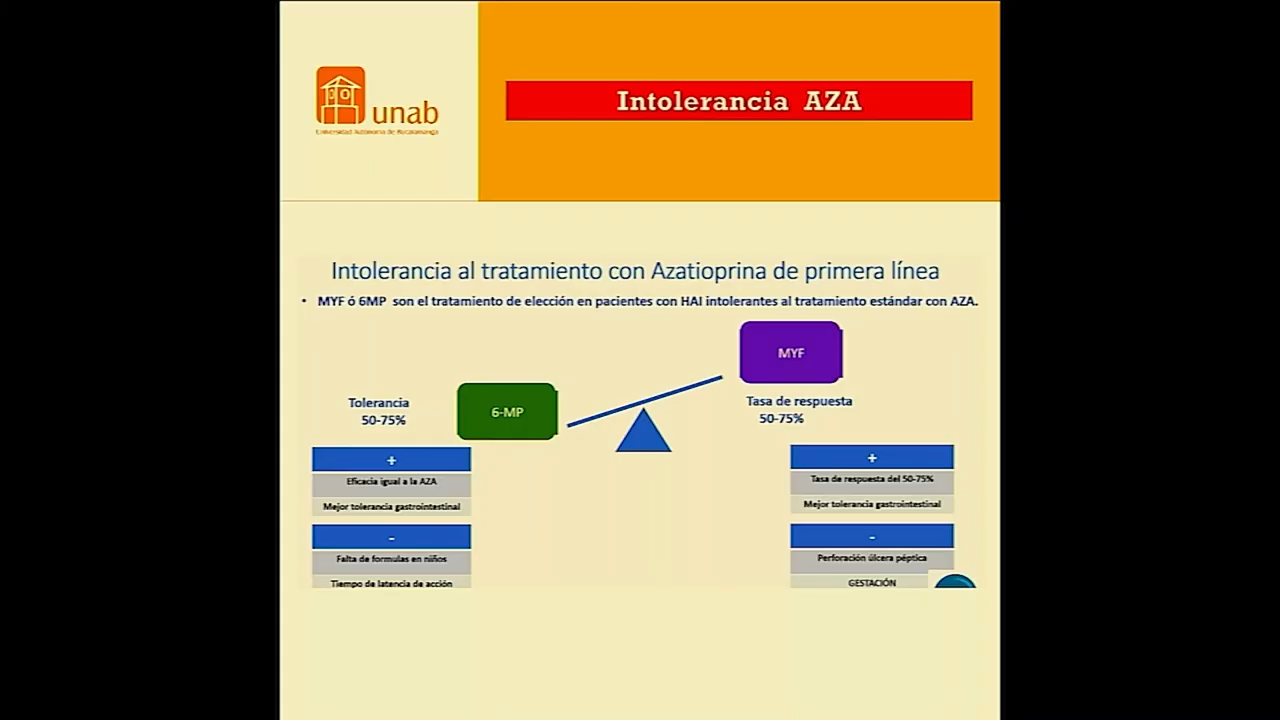 unab
Universidad Autónoma de Bucaramanga
Intolerancia AZA
Intolerancia al tratamiento con Azatioprina de primera línea
• MYF ó 6MP son el tratamiento de elección en pacientes con HAI intolerantes al tratamiento estándar con AZA.
MYF
6-MP
Tolerancia
50-75%
Tasa de respuesta
50-75%
+
Eficacia igual a la AZA
Mejor tolerancia gastrointestinal
-
Falta de formulas en niños
Tiempo de latencia de acción
+
Tasa de respuesta del 50-75%
Mejor tolerancia gastrointestinal
-
Perforación úlcera péptica
GESTACIÓN